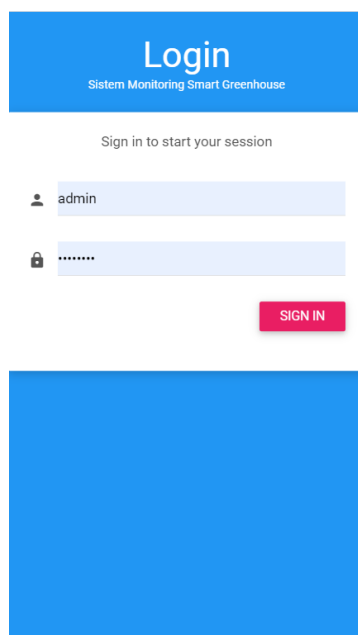 Login
Sistem Monitoring Smart Greenhouse
Sign in to start your session
admin
••••••••
SIGN IN